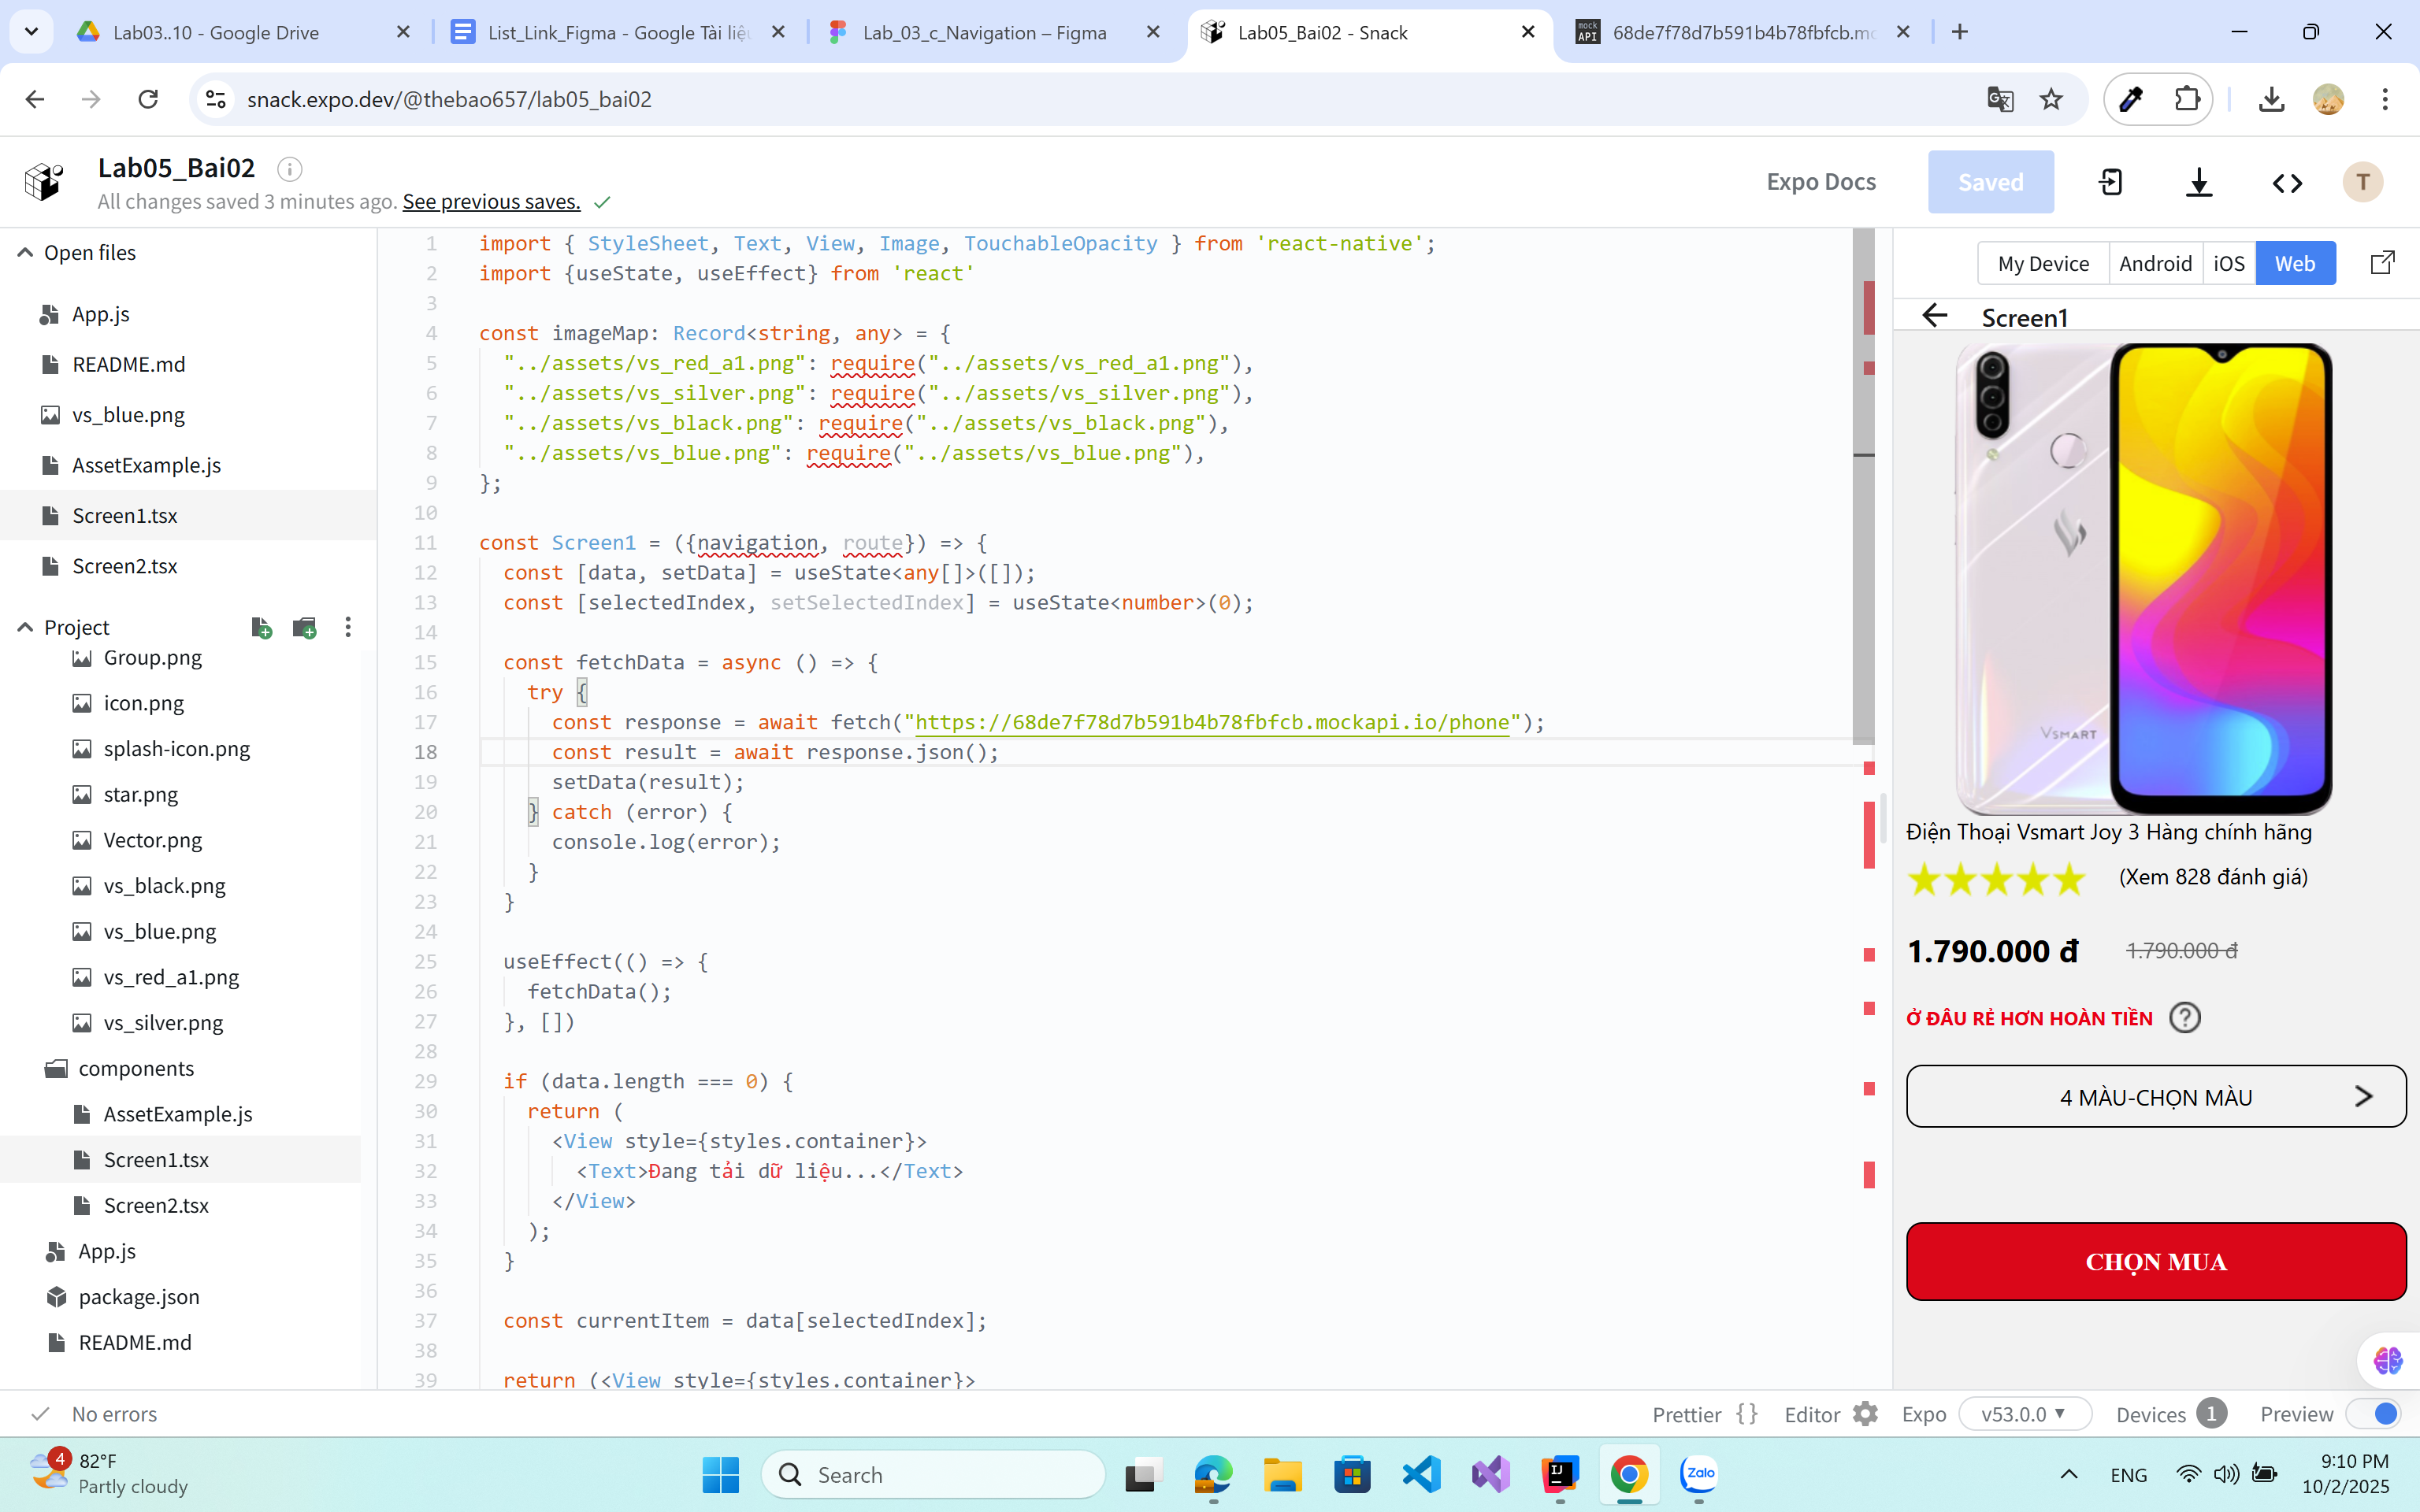 Lab03..10 - Google Drive
List_Link_Figma - Google Tài liệu
Lab_03_c_Navigation – Figma
Lab05_Bai02 - Snack
68de7f78d7b591b4b78fbfcb.mo
snack.expo.dev/@thebao657/lab05_bai02
Lab05_Bai02
All changes saved 3 minutes ago. See previous saves.
Expo Docs
Saved
T
Open files
App.js
README.md
vs_blue.png
AssetExample.js
Screen1.tsx
Screen2.tsx
Project
Group.png
icon.png
splash-icon.png
star.png
Vector.png
vs_black.png
vs_blue.png
vs_red_a1.png
vs_silver.png
components
AssetExample.js
Screen1.tsx
Screen2.tsx
App.js
package.json
README.md
1 import { StyleSheet, Text, View, Image, TouchableOpacity } from 'react-native';
2 import {useState, useEffect} from 'react'
3
4 const imageMap: Record<string, any> = {
5 "../assets/vs_red_a1.png": require("../assets/vs_red_a1.png"),
6 "../assets/vs_silver.png": require("../assets/vs_silver.png"),
7 "../assets/vs_black.png": require("../assets/vs_black.png"),
8 "../assets/vs_blue.png": require("../assets/vs_blue.png"),
9 };
10
11 const Screen1 = ({navigation, route}) => {
12 const [data, setData] = useState<any[]>([]);
13 const [selectedIndex, setSelectedIndex] = useState<number>(0);
14
15 const fetchData = async () => {
16 try {
17 const response = await fetch("https://68de7f78d7b591b4b78fbfcb.mockapi.io/phone");
18 const result = await response.json();
19 setData(result);
20 } catch (error) {
21 console.log(error);
22 }
23 }
24
25 useEffect(() => {
26 fetchData();
27 }, [])
28
29 if (data.length === 0) {
30 return (
31 <View style={styles.container}>
32 <Text>Đang tải dữ liệu...</Text>
33 </View>
34 );
35 }
36
37 const currentItem = data[selectedIndex];
38
39 return (<View style={styles.container}>
My Device
Android
iOS
Web
Screen1
VSMART
Điện Thoại Vsmart Joy 3 Hàng chính hãng
(Xem 828 đánh giá)
1.790.000 đ
1.790.000 đ
Ở ĐÂU RẺ HƠN HOÀN TIỀN ?
4 MÀU-CHỌN MÀU
CHỌN MUA
No errors
Prettier {}
Editor
Expo
v53.0.0
Devices 1
Preview
4
82°F
Partly cloudy
Search
Zalo
ENG
9:10 PM
10/2/2025